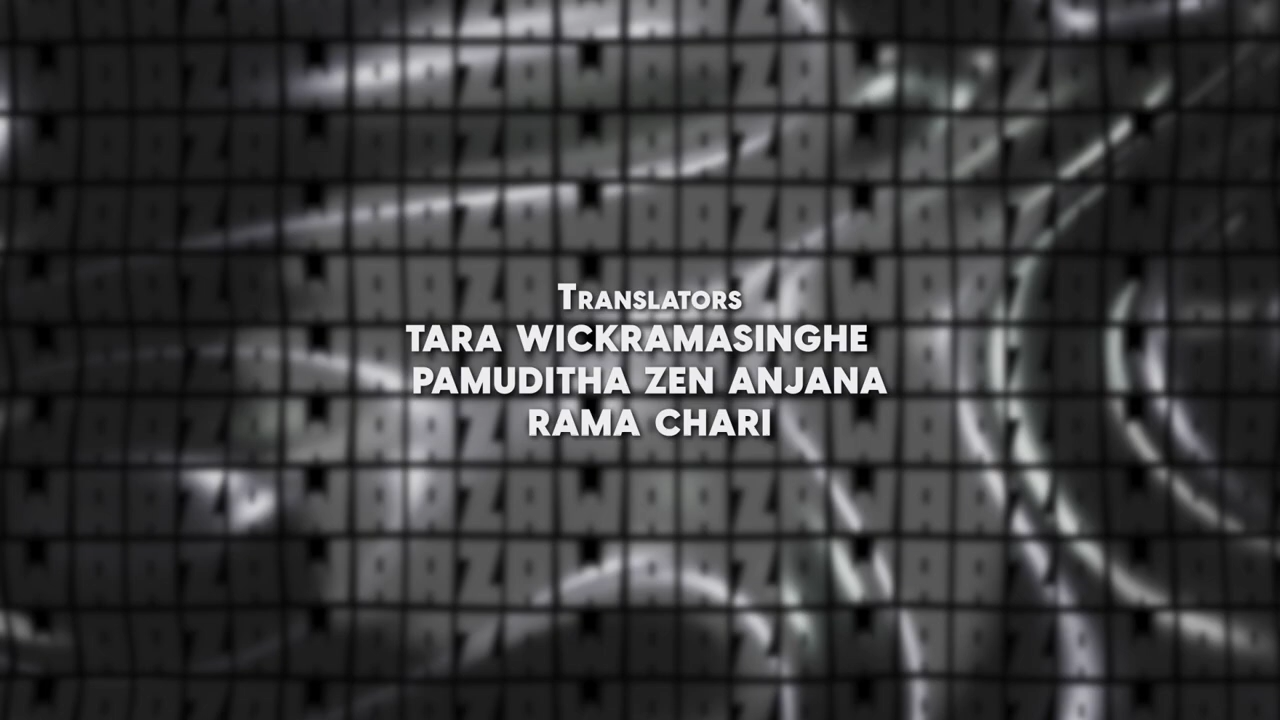 Translators
TARA WICKRAMASINGHE
PAMUDITHA ZEN ANJANA
RAMA CHARI